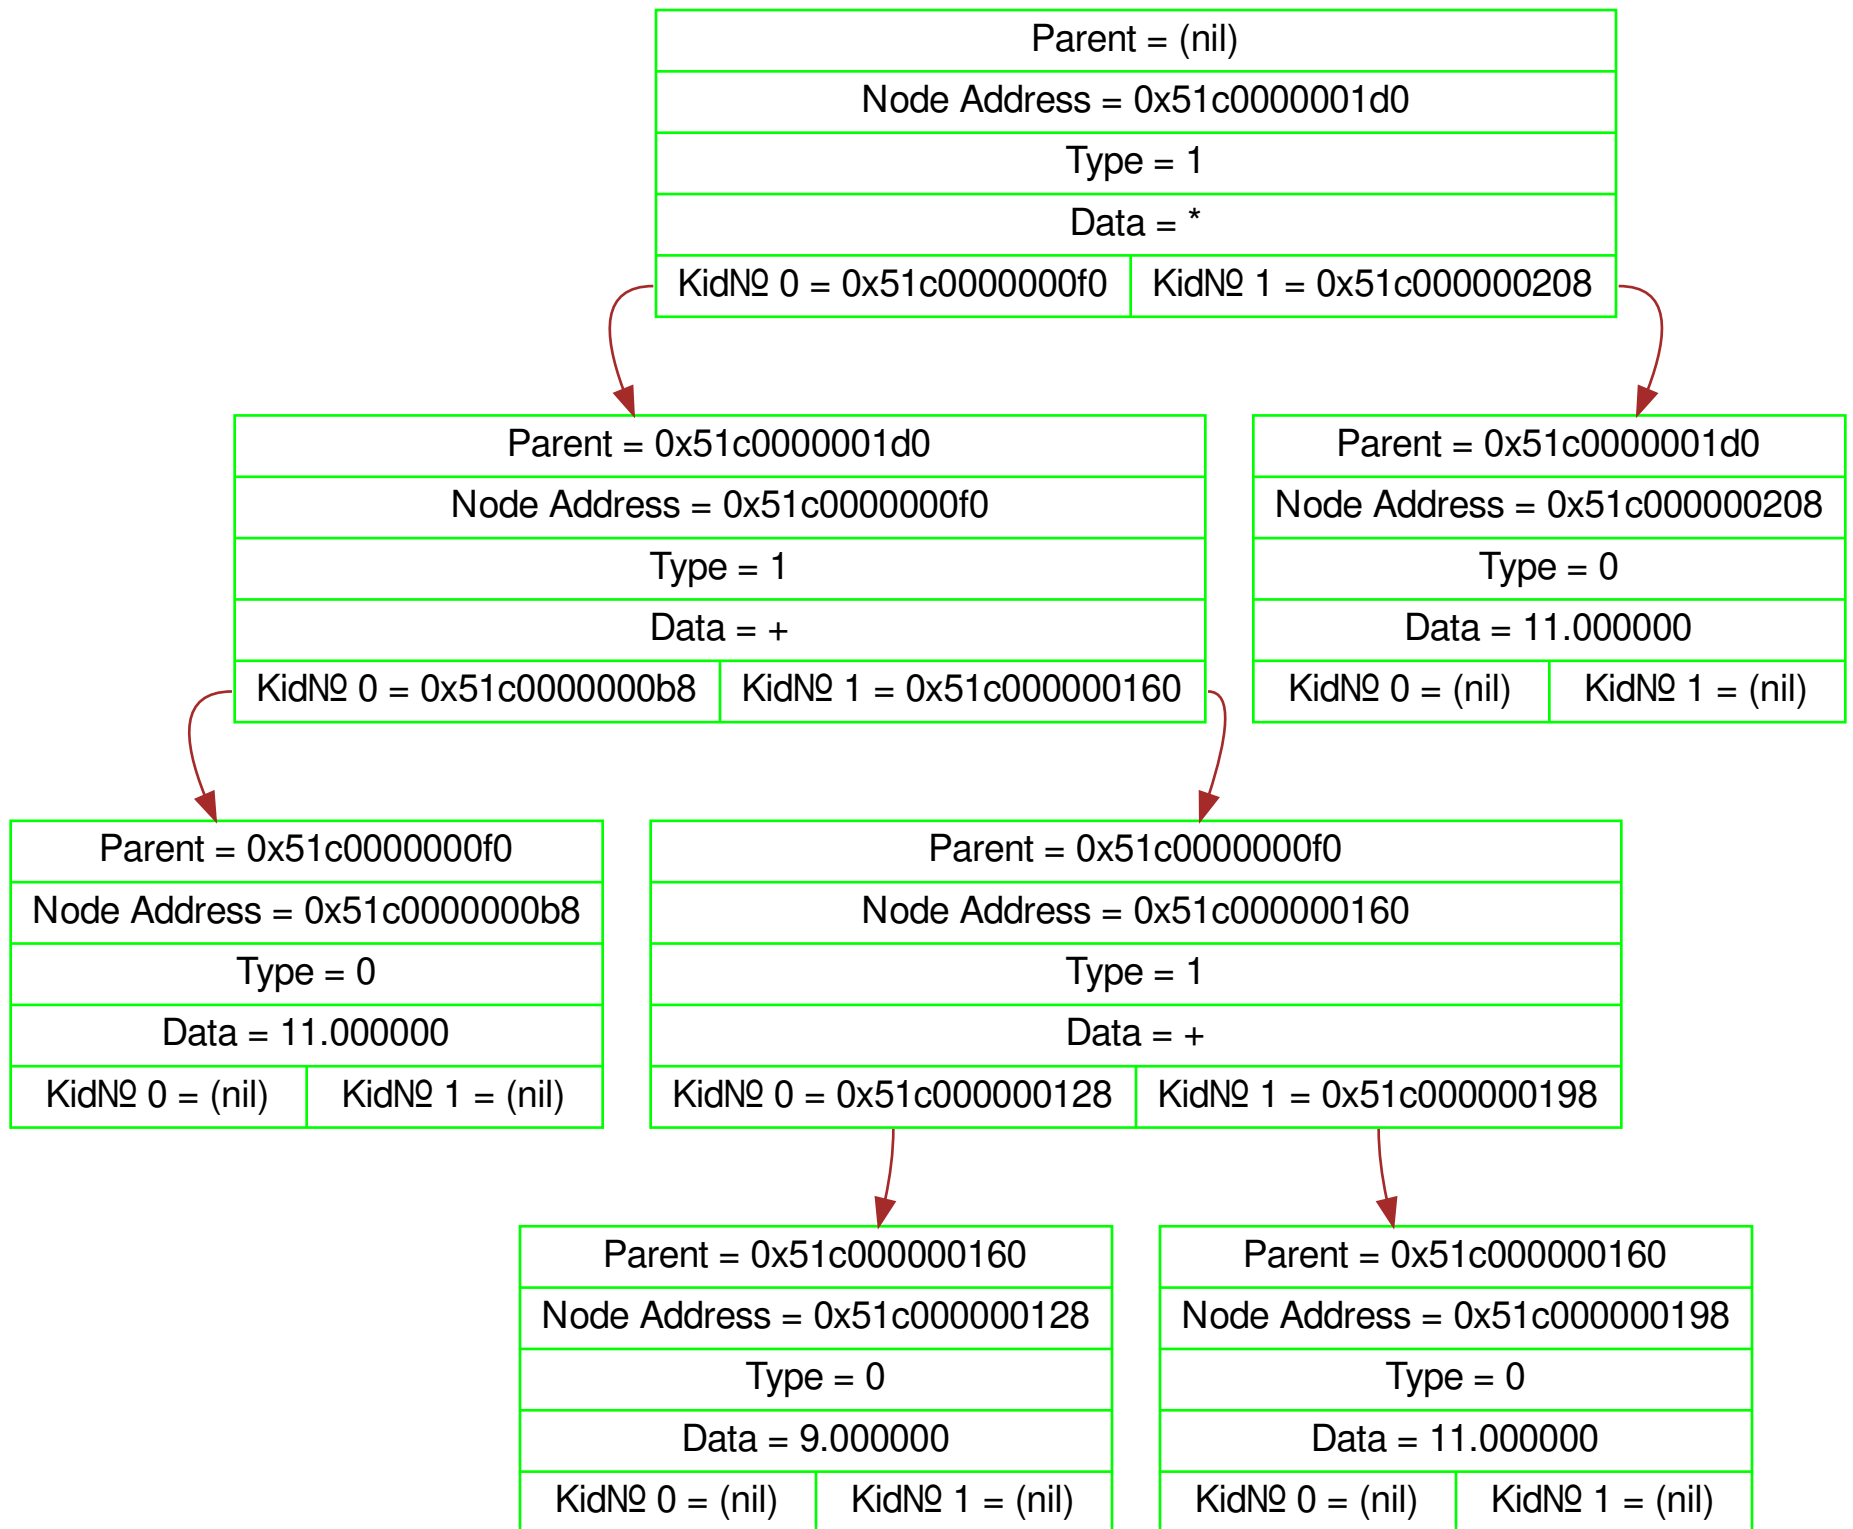 Parent = (nil)
Node Address = 0x51c0000001d0
Type = 1
Data = *
Kid№ 0 = 0x51c0000000f0 Kid№ 1 = 0x51c000000208
Parent = 0x51c0000001d0
Node Address = 0x51c0000000f0
Type = 1
Data = +
Kid№ 0 = 0x51c0000000b8 Kid№ 1 = 0x51c000000160
Parent = 0x51c0000001d0
Node Address = 0x51c000000208
Type = 0
Data = 11.000000
Kid№ 0 = (nil) Kid№ 1 = (nil)
Parent = 0x51c0000000f0
Node Address = 0x51c0000000b8
Type = 0
Data = 11.000000
Kid№ 0 = (nil) Kid№ 1 = (nil)
Parent = 0x51c0000000f0
Node Address = 0x51c000000160
Type = 1
Data = +
Kid№ 0 = 0x51c000000128 Kid№ 1 = 0x51c000000198
Parent = 0x51c000000160
Node Address = 0x51c000000128
Type = 0
Data = 9.000000
Kid№ 0 = (nil) Kid№ 1 = (nil)
Parent = 0x51c000000160
Node Address = 0x51c000000198
Type = 0
Data = 11.000000
Kid№ 0 = (nil) Kid№ 1 = (nil)